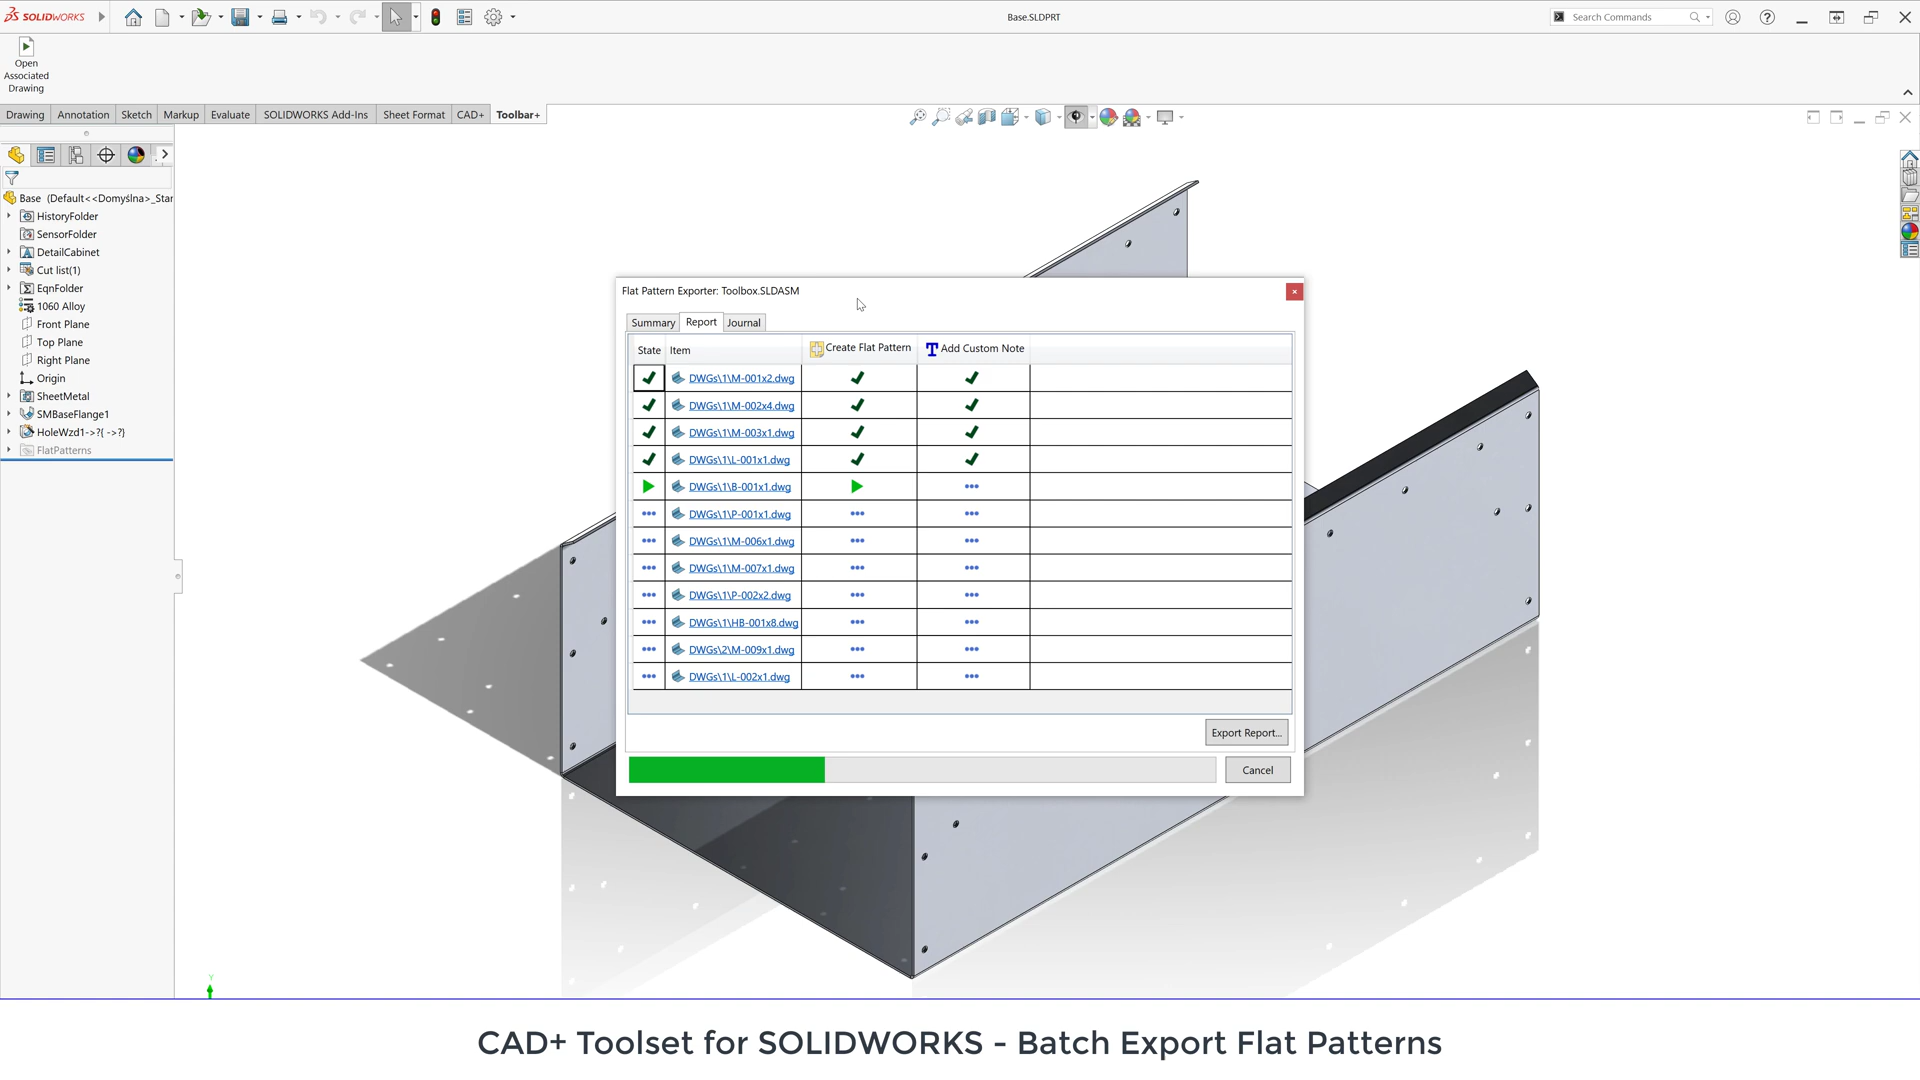 SOLIDWORKS
Base.SLDPRT
Search Commands
Open
Associated
Drawing
Drawing
Annotation
Sketch
Markup
Evaluate
SOLIDWORKS Add-Ins
Sheet Format
CAD+
Toolbar+
Base (Default<<Domyślna>_Star
HistoryFolder
SensorFolder
DetailCabinet
Cut list(1)
EqnFolder
1060 Alloy
Front Plane
Top Plane
Right Plane
Origin
SheetMetal
SMBaseFlange1
HoleWzd1->?{ ->?}
FlatPatterns
Flat Pattern Exporter: Toolbox.SLDASM
Summary
Report
Journal
State
Item
Create Flat Pattern
Add Custom Note
DWGs\1\M-001x2.dwg
DWGs\1\M-002x4.dwg
DWGs\1\M-003x1.dwg
DWGs\1\L-001x1.dwg
DWGs\1\B-001x1.dwg
DWGs\1\P-001x1.dwg
DWGs\1\M-006x1.dwg
DWGs\1\M-007x1.dwg
DWGs\1\P-002x2.dwg
DWGs\1\HB-001x8.dwg
DWGs\2\M-009x1.dwg
DWGs\1\L-002x1.dwg
Export Report...
Cancel
Y
CAD+ Toolset for SOLIDWORKS - Batch Export Flat Patterns